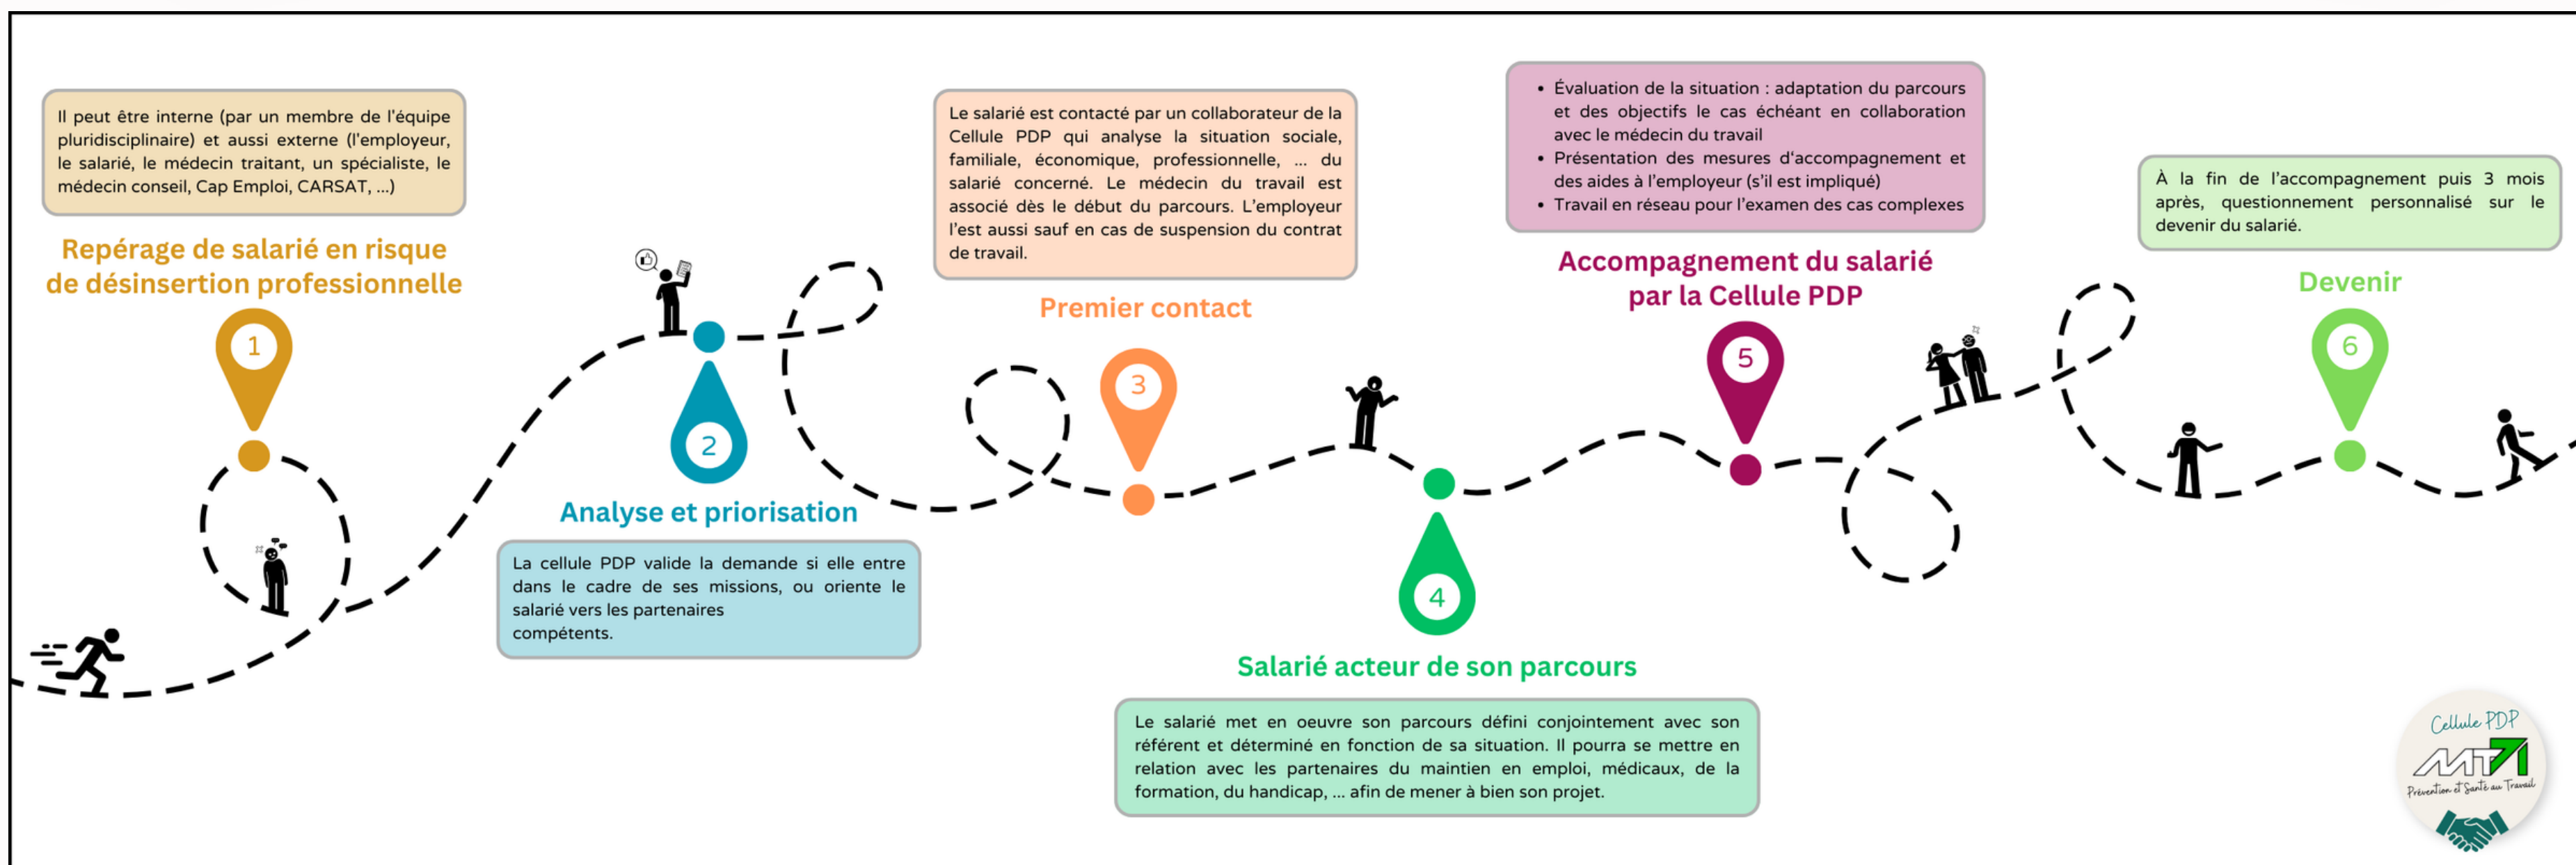 Il peut être interne (par un membre de l'équipe
pluridisciplinaire) et aussi externe (l'employeur,
le salarié, le médecin traitant, un spécialiste, le
médecin conseil, Cap Emploi, CARSAT, ...)
Repérage de salarié en risque
de désinsertion professionnelle
1
2
Analyse et priorisation
La cellule PDP valide la demande si elle entre
dans le cadre de ses missions, ou oriente le
salarié vers les partenaires
compétents.
Le salarié est contacté par un collaborateur de la
Cellule PDP qui analyse la situation sociale,
familiale, économique, professionnelle, ... du
salarié concerné. Le médecin du travail est
associé dès le début du parcours. L'employeur
l'est aussi sauf en cas de suspension du contrat
de travail.
Premier contact
3
4
Salarié acteur de son parcours
Le salarié met en oeuvre son parcours défini conjointement avec son
référent et déterminé en fonction de sa situation. Il pourra se mettre en
relation avec les partenaires du maintien en emploi, médicaux, de la
formation, du handicap, ... afin de mener à bien son projet.
• Évaluation de la situation : adaptation du parcours
et des objectifs le cas échéant en collaboration
avec le médecin du travail
• Présentation des mesures d'accompagnement et
des aides à l'employeur (s'il est impliqué)
• Travail en réseau pour l'examen des cas complexes
Accompagnement du salarié
par la Cellule PDP
5
À la fin de l'accompagnement puis 3 mois
après, questionnement personnalisé sur le
devenir du salarié.
Devenir
6
Cellule PDP
MT71
Prévention et Santé au Travail